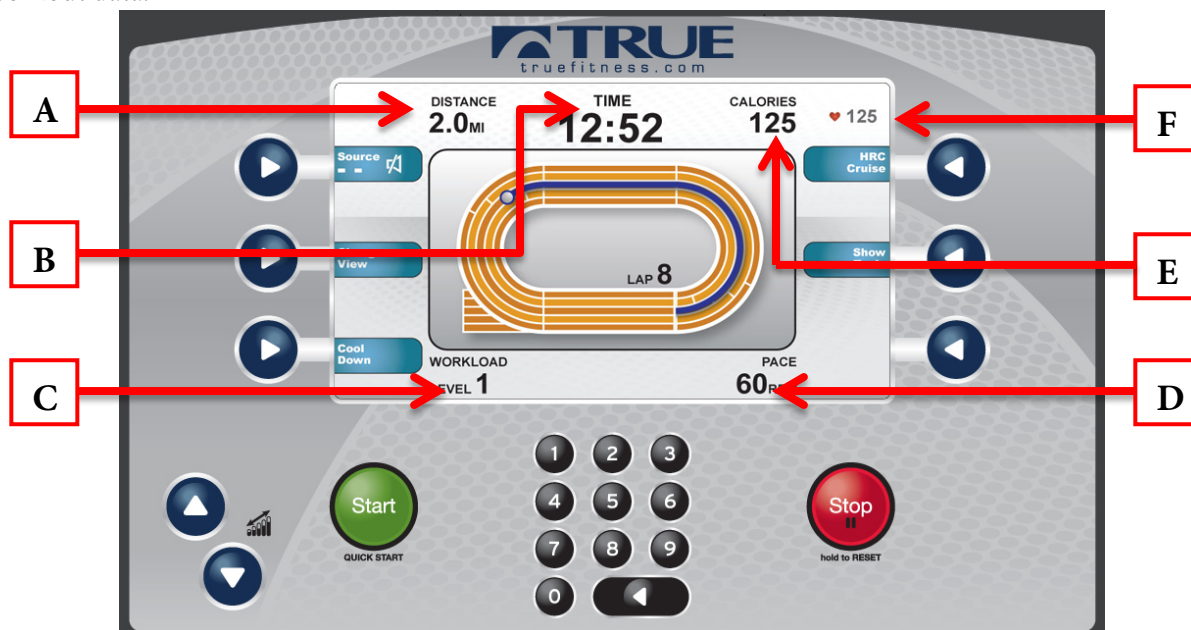 TRUE
truefitness.com
A
DISTANCE
2.0MI
TIME
12:52
CALORIES
125
125
F
Source
- -
HRC
Cruise
B
View
LAP 8
Show
E
Cool
Down
WORKLOAD
1
PACE
60
C
D
1 2 3
4 5 6
7 8 9
0
Start
QUICK START
Stop
hold to RESET